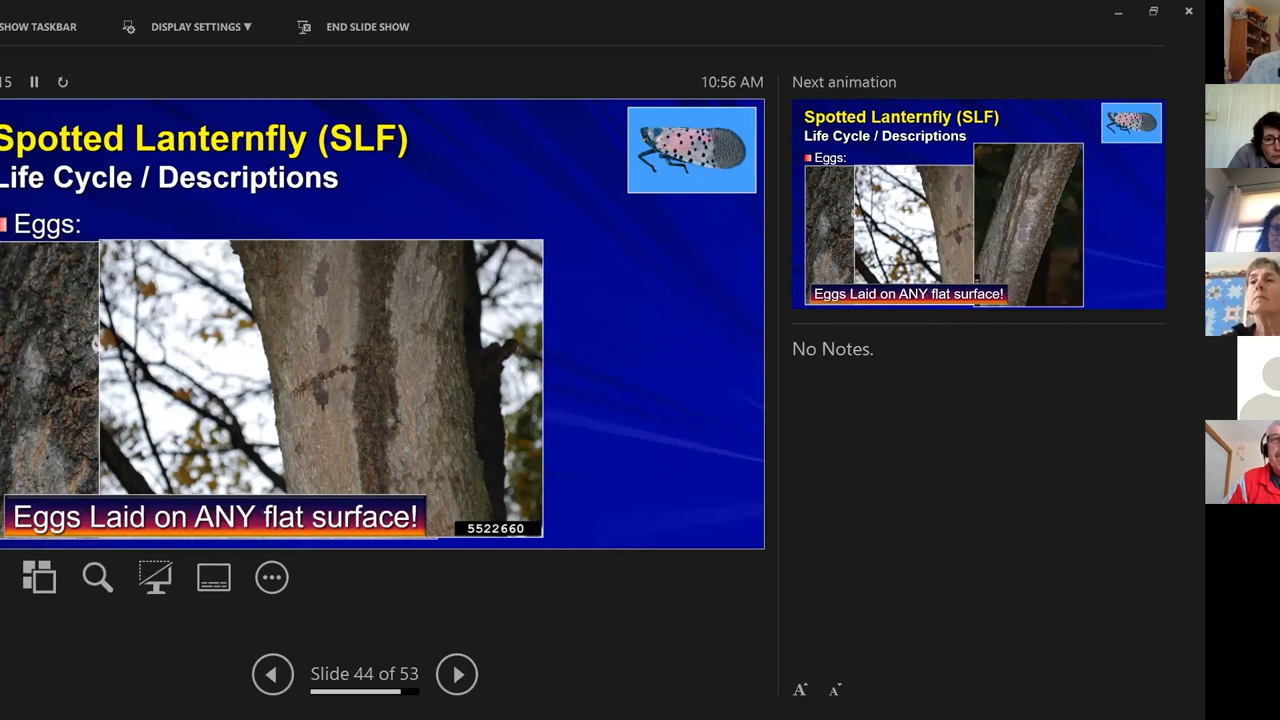 SHOW TASKBAR
DISPLAY SETTINGS ▼
END SLIDE SHOW
15
10:56 AM
Next animation
Spotted Lanternfly (SLF)
Life Cycle / Descriptions
Eggs:
Eggs Laid on ANY flat surface!
5522660
Spotted Lanternfly (SLF)
Life Cycle / Descriptions
Eggs:
Eggs Laid on ANY flat surface!
No Notes.
Slide 44 of 53
A
A